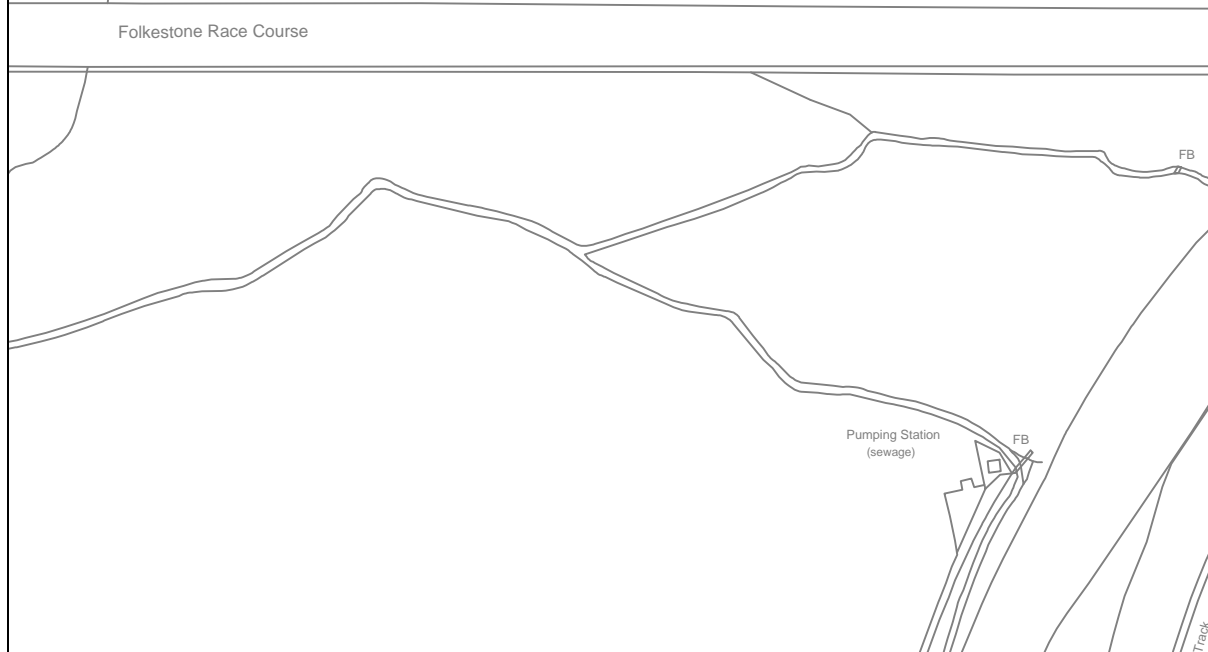 Folkestone Race Course
FB
Pumping Station
(sewage)
FB
Track